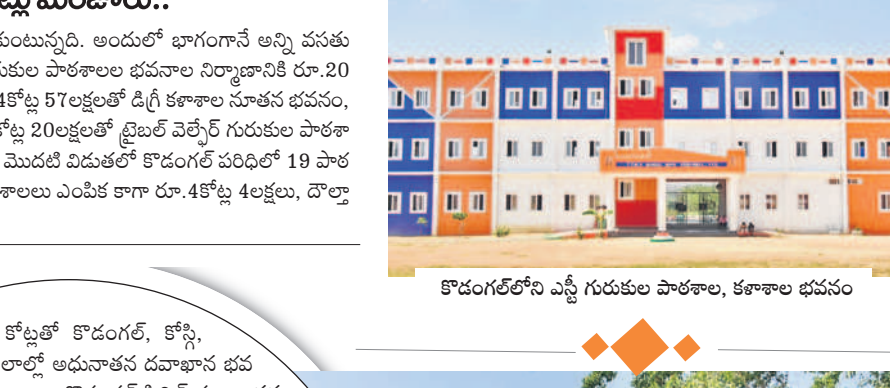 కుంటున్నది. అందులో భాగంగానే అన్ని వసతు
పాఠశాలల భవనాల నిర్మాణానికి రూ.20
57లక్షలతో డిగ్రీ కళాశాల నూతన భవనం,
20లక్షలతో ట్రైబల్ వెల్ఫేర్ గురుకుల పాఠశా
మొదటి విడుతలో కొడంగల్ పరిధిలో 19 పాఠ
శాలలు ఎంపిక కాగా రూ.4కోట్ల 4లక్షలు, దౌల్తా
కొడంగల్‌లోని ఎస్టీ గురుకుల పాఠశాల, కళాశాల భవనం
కోట్లతో కొడంగల్, కోస్గి,
లాల్లో అధునాతన దవాఖాన భవ